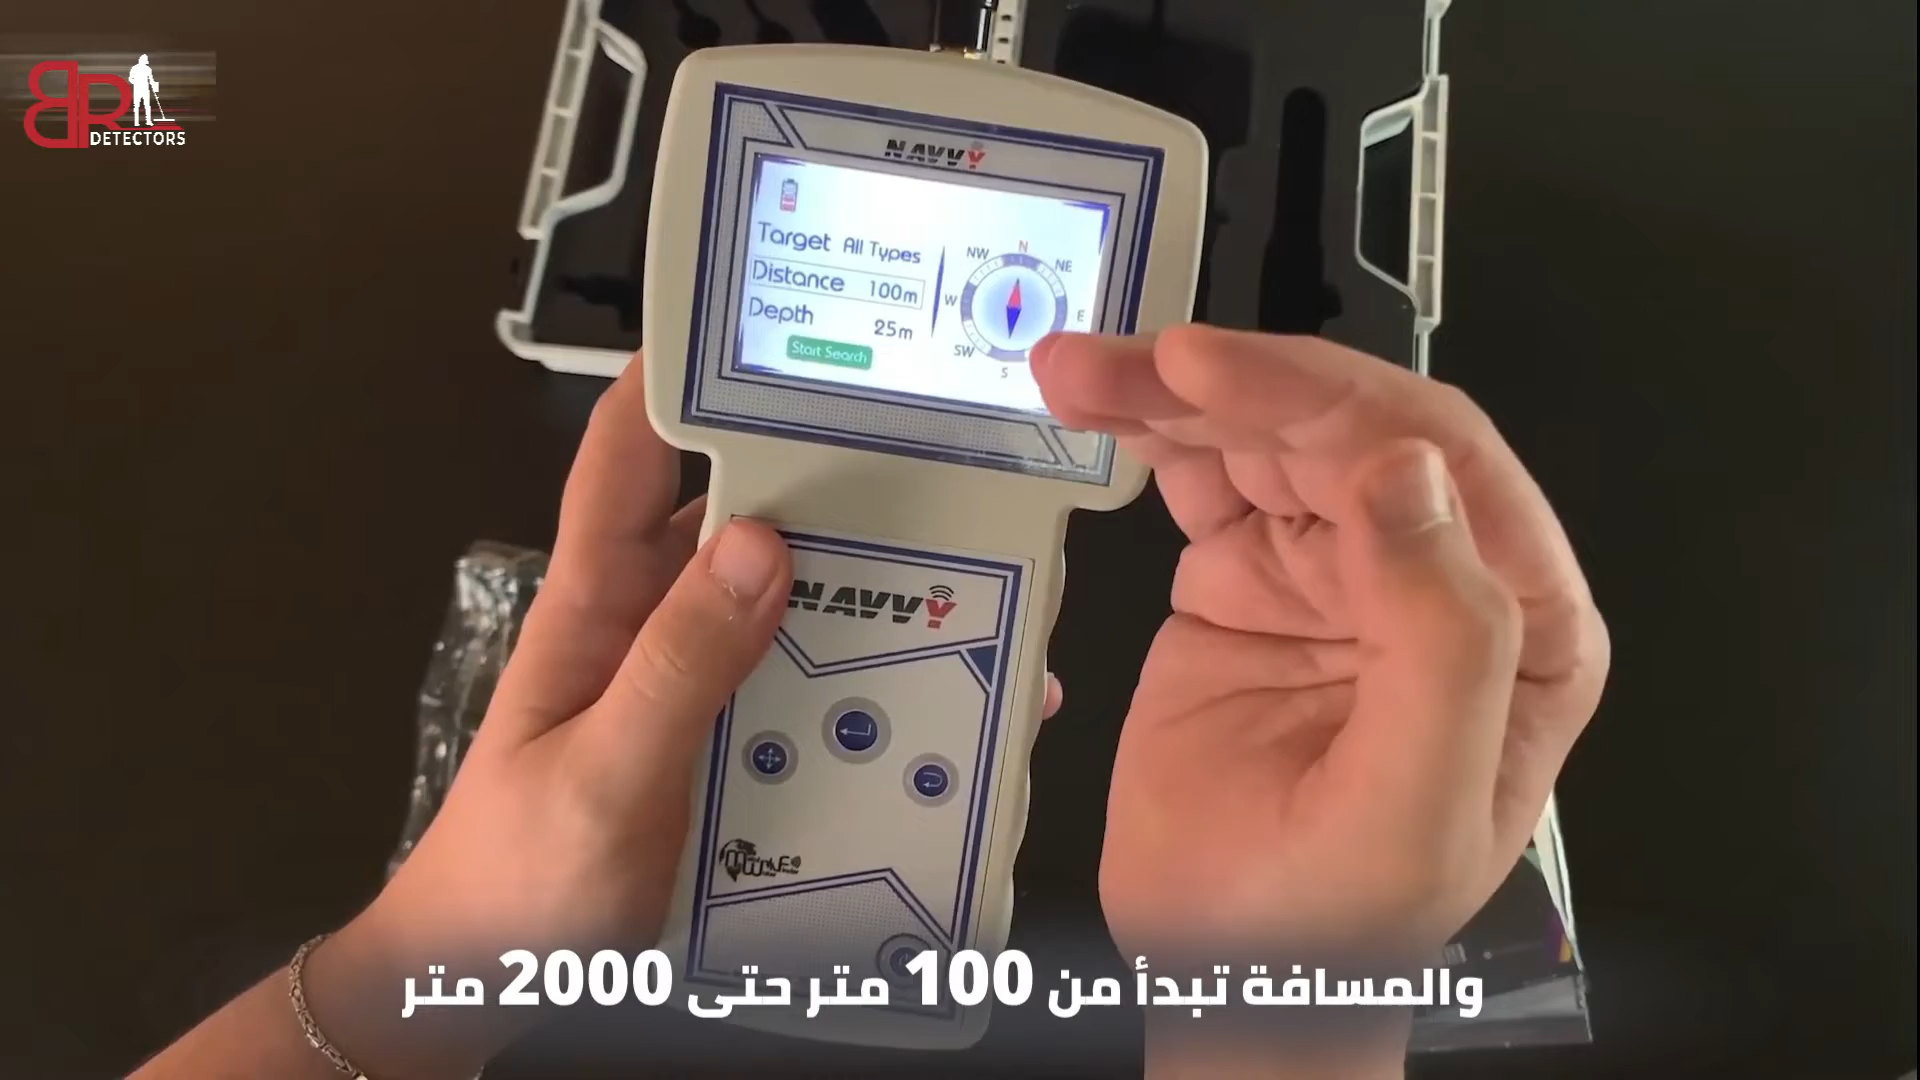 BR
DETECTORS
NAVVY
Target All Types
Distance 100m
Depth 25m
Start Search
N
NW
NE
W
E
SW
S
NAVVY
والمسافة تبدأ من 100 متر حتى 2000 متر